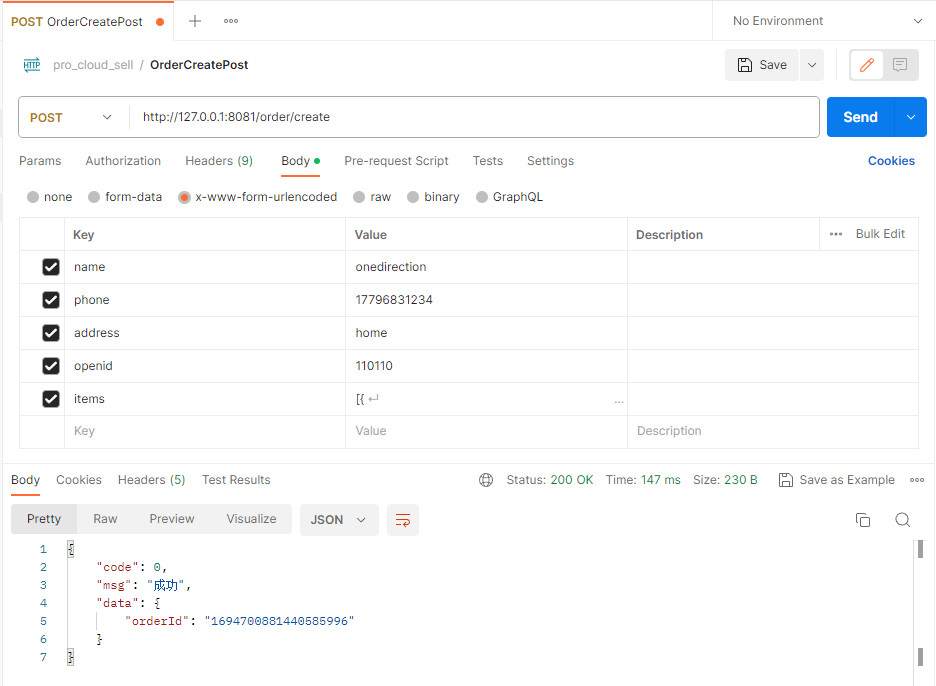 POST OrderCreatePost
No Environment
HTTP pro_cloud_sell / OrderCreatePost Save
POST http://127.0.0.1:8081/order/create Send
Params Authorization Headers (9) Body Pre-request Script Tests Settings Cookies
none form-data x-www-form-urlencoded raw binary GraphQL
Key Value Description Bulk Edit
name onedirection
phone 17796831234
address home
openid 110110
items [{ ↵ ...
Key Value Description
Body Cookies Headers (5) Test Results Status: 200 OK Time: 147 ms Size: 230 B Save as Example
Pretty Raw Preview Visualize JSON
1 {
2 "code": 0,
3 "msg": "成功",
4 "data": {
5 "orderId": "1694700881440585996"
6 }
7 }